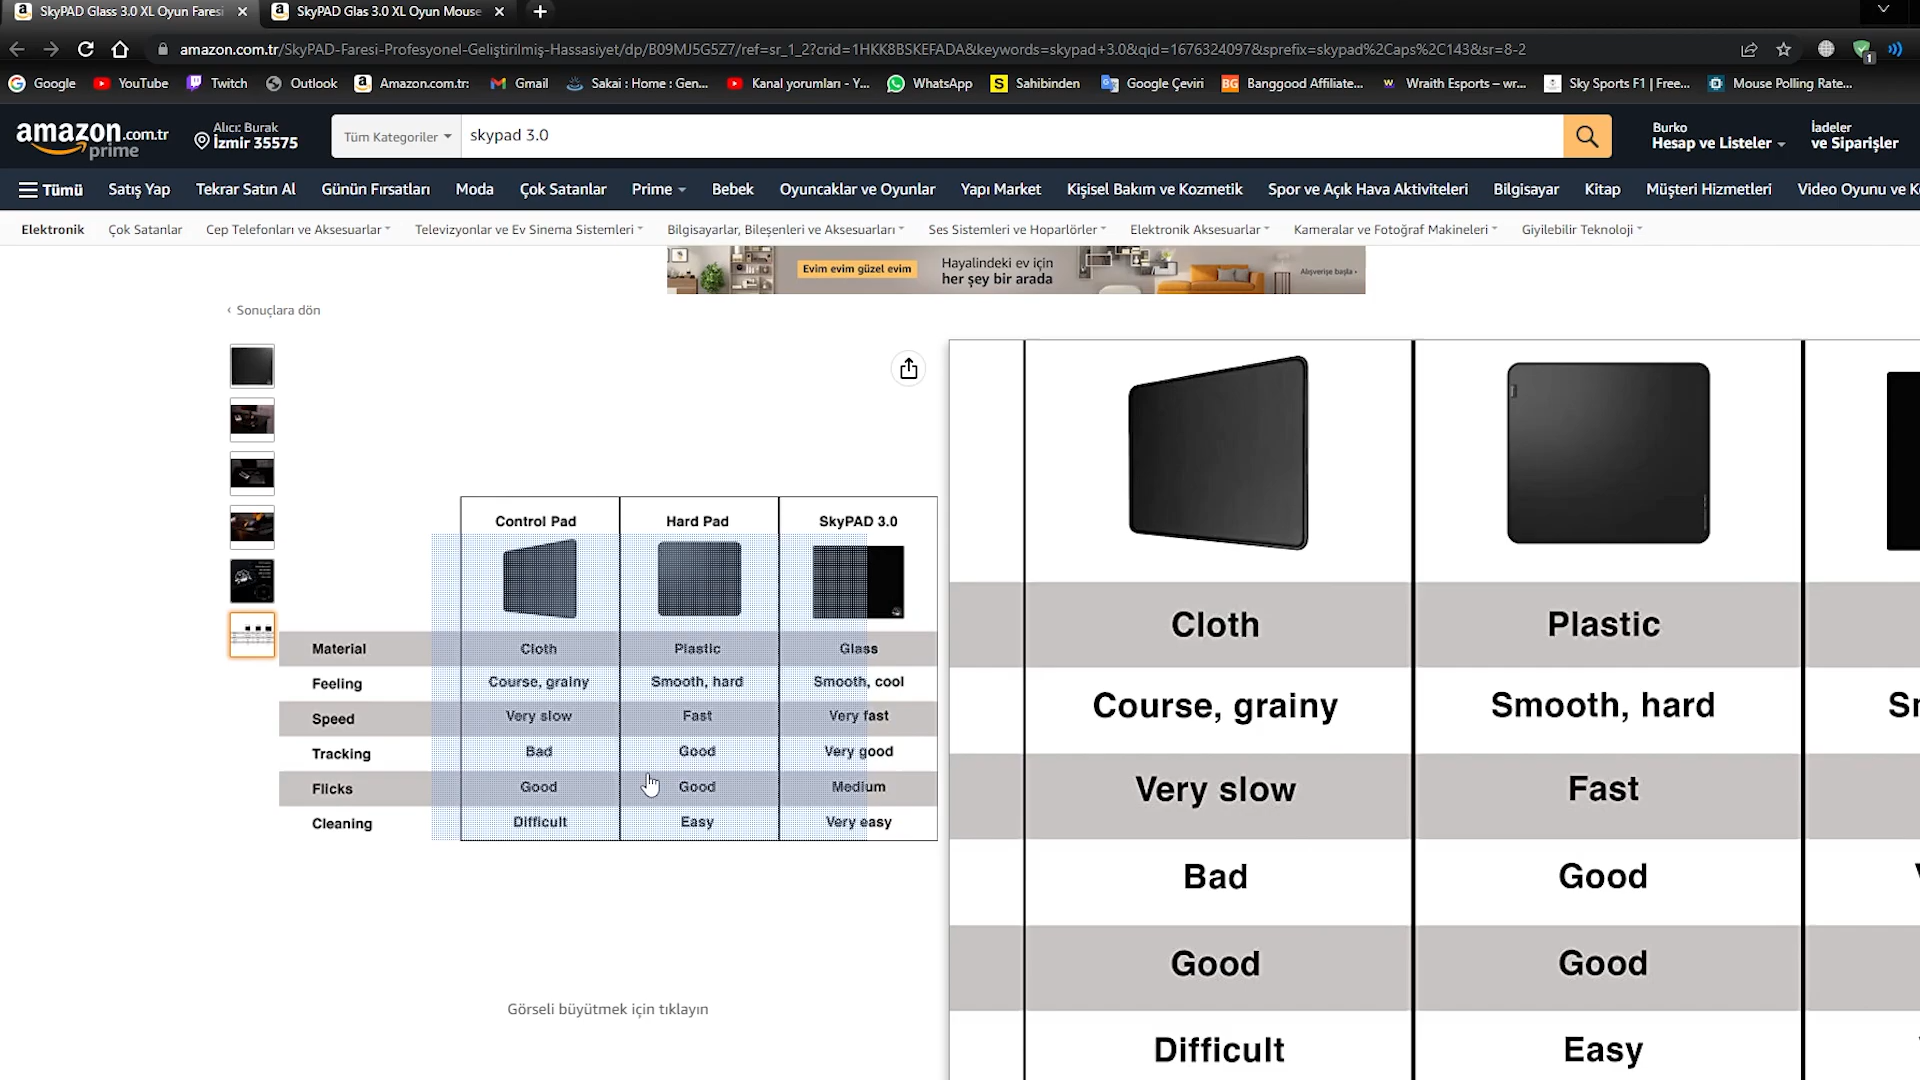 SkyPAD Glass 3.0 XL Oyun Faresi
SkyPAD Glas 3.0 XL Oyun Mouse
amazon.com.tr/SkyPAD-Faresi-Profesyonel-Geliştirilmiş-Hassasiyet/dp/B09MJ5G5Z7/ref=sr_1_2?crid=1HKK8BSKEFADA&keywords=skypad+3.0&qid=1676324097&sprefix=skypad%2Caps%2C143&sr=8-2
1
Google YouTube Twitch Outlook Amazon.com.tr: Gmail Sakai : Home : Gen... Kanal yorumları - Y... WhatsApp Sahibinden Google Çeviri Banggood Affiliate... Wraith Esports – wr... Sky Sports F1 | Free... Mouse Polling Rate...
amazon.com.tr
prime
Alıcı: Burak
İzmir 35575
Tüm Kategoriler
skypad 3.0
Burko
Hesap ve Listeler
İadeler
ve Siparişler
Tümü Satış Yap Tekrar Satın Al Günün Fırsatları Moda Çok Satanlar Prime Bebek Oyuncaklar ve Oyunlar Yapı Market Kişisel Bakım ve Kozmetik Spor ve Açık Hava Aktiviteleri Bilgisayar Kitap Müşteri Hizmetleri Video Oyunu ve K
Elektronik Çok Satanlar Cep Telefonları ve Aksesuarlar Televizyonlar ve Ev Sinema Sistemleri Bilgisayarlar, Bileşenleri ve Aksesuarları Ses Sistemleri ve Hoparlörler Elektronik Aksesuarlar Kameralar ve Fotoğraf Makineleri Giyilebilir Teknoloji
Evim evim güzel evim
Hayalindeki ev için
her şey bir arada
Alışverişe başla ›
‹ Sonuçlara dön
Control Pad Hard Pad SkyPAD 3.0
Material Cloth Plastic Glass
Feeling Course, grainy Smooth, hard Smooth, cool
Speed Very slow Fast Very fast
Tracking Bad Good Very good
Flicks Good Good Medium
Cleaning Difficult Easy Very easy
Görseli büyütmek için tıklayın
Cloth Plastic
Course, grainy Smooth, hard
Very slow Fast
Bad Good
Good Good
Difficult Easy